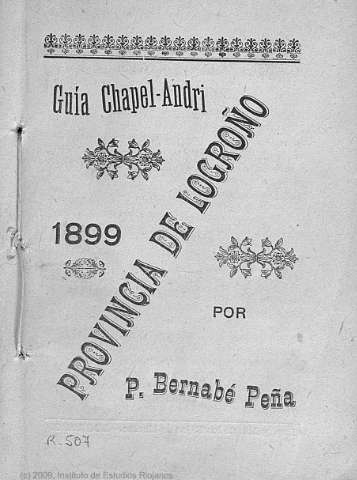 Guía Chapel-Andri
1899
PROVINCIA DE LOGROÑO
POR
P. Bernabé Peña
R-507
(c) 2009, Instituto de Estudios Riojanos